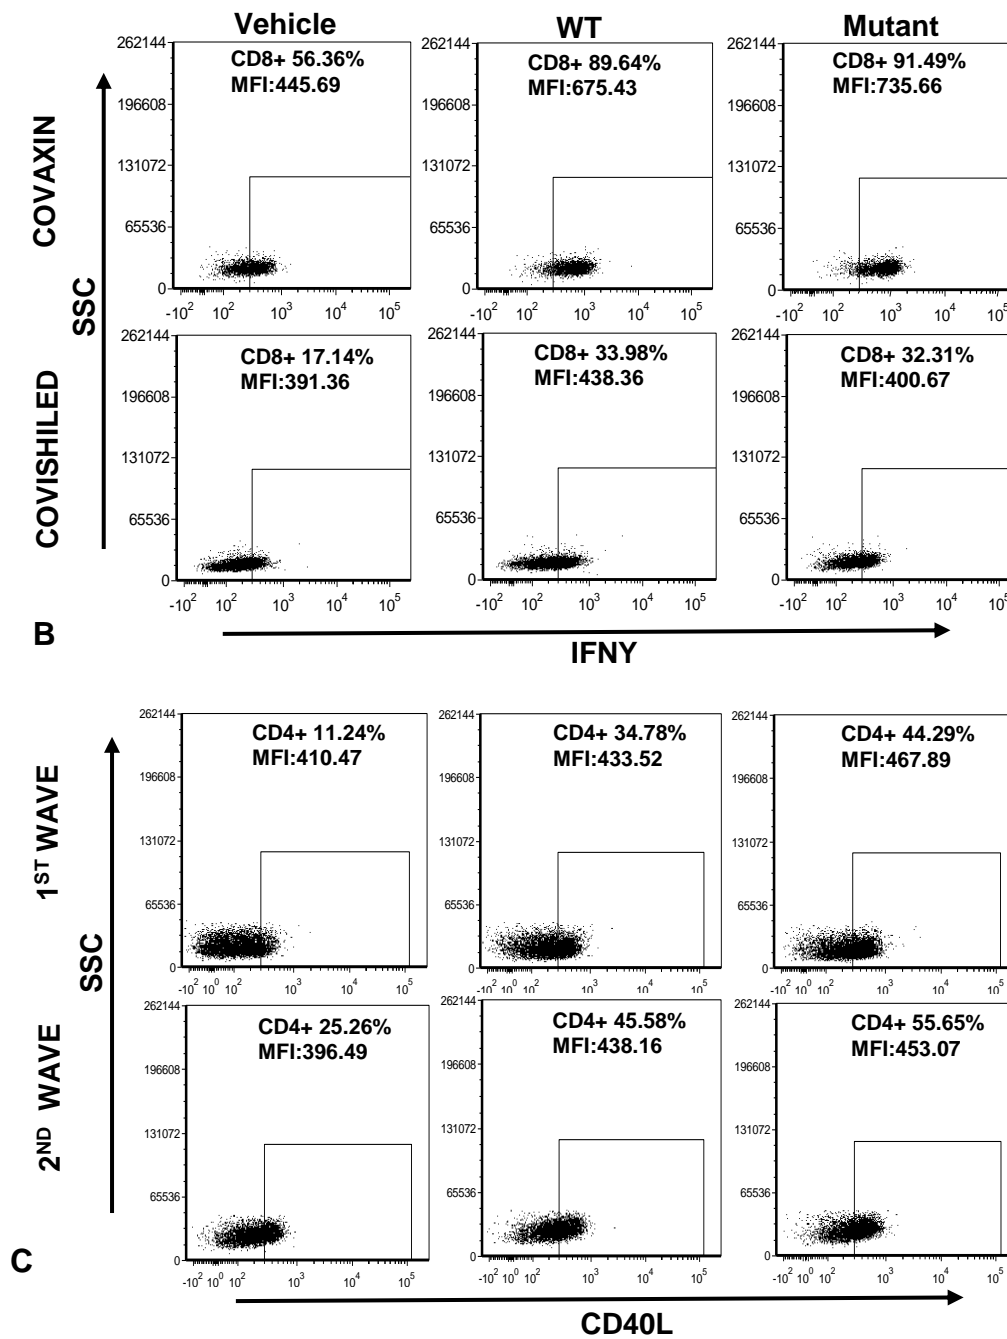 Vehicle WT Mutant
COVAXIN
262144 196608 131072 65536 0
CD8+ 56.36%
MFI:445.69
-10² 10² 10³ 10⁴ 10⁵
262144 196608 131072 65536 0
CD8+ 89.64%
MFI:675.43
-10² 10² 10³ 10⁴ 10⁵
262144 196608 131072 65536 0
CD8+ 91.49%
MFI:735.66
-10² 10² 10³ 10⁴ 10⁵
SSC
COVISHILED
262144 196608 131072 65536 0
CD8+ 17.14%
MFI:391.36
-10² 10² 10³ 10⁴ 10⁵
262144 196608 131072 65536 0
CD8+ 33.98%
MFI:438.36
-10² 10² 10³ 10⁴ 10⁵
262144 196608 131072 65536 0
CD8+ 32.31%
MFI:400.67
-10² 10² 10³ 10⁴ 10⁵
B
IFNY
1ST WAVE
262144 196608 131072 65536 0
CD4+ 11.24%
MFI:410.47
-10² 10⁰ 10² 10³ 10⁴ 10⁵
262144 196608 131072 65536 0
CD4+ 34.78%
MFI:433.52
-10² 10⁰ 10² 10³ 10⁴ 10⁵
262144 196608 131072 65536 0
CD4+ 44.29%
MFI:467.89
-10² 10⁰ 10² 10³ 10⁴ 10⁵
SSC
2ND WAVE
262144 196608 131072 65536 0
CD4+ 25.26%
MFI:396.49
-10² 10⁰ 10² 10³ 10⁴ 10⁵
262144 196608 131072 65536 0
CD4+ 45.58%
MFI:438.16
-10² 10⁰ 10² 10³ 10⁴ 10⁵
262144 196608 131072 65536 0
CD4+ 55.65%
MFI:453.07
-10² 10⁰ 10² 10³ 10⁴ 10⁵
C
CD40L